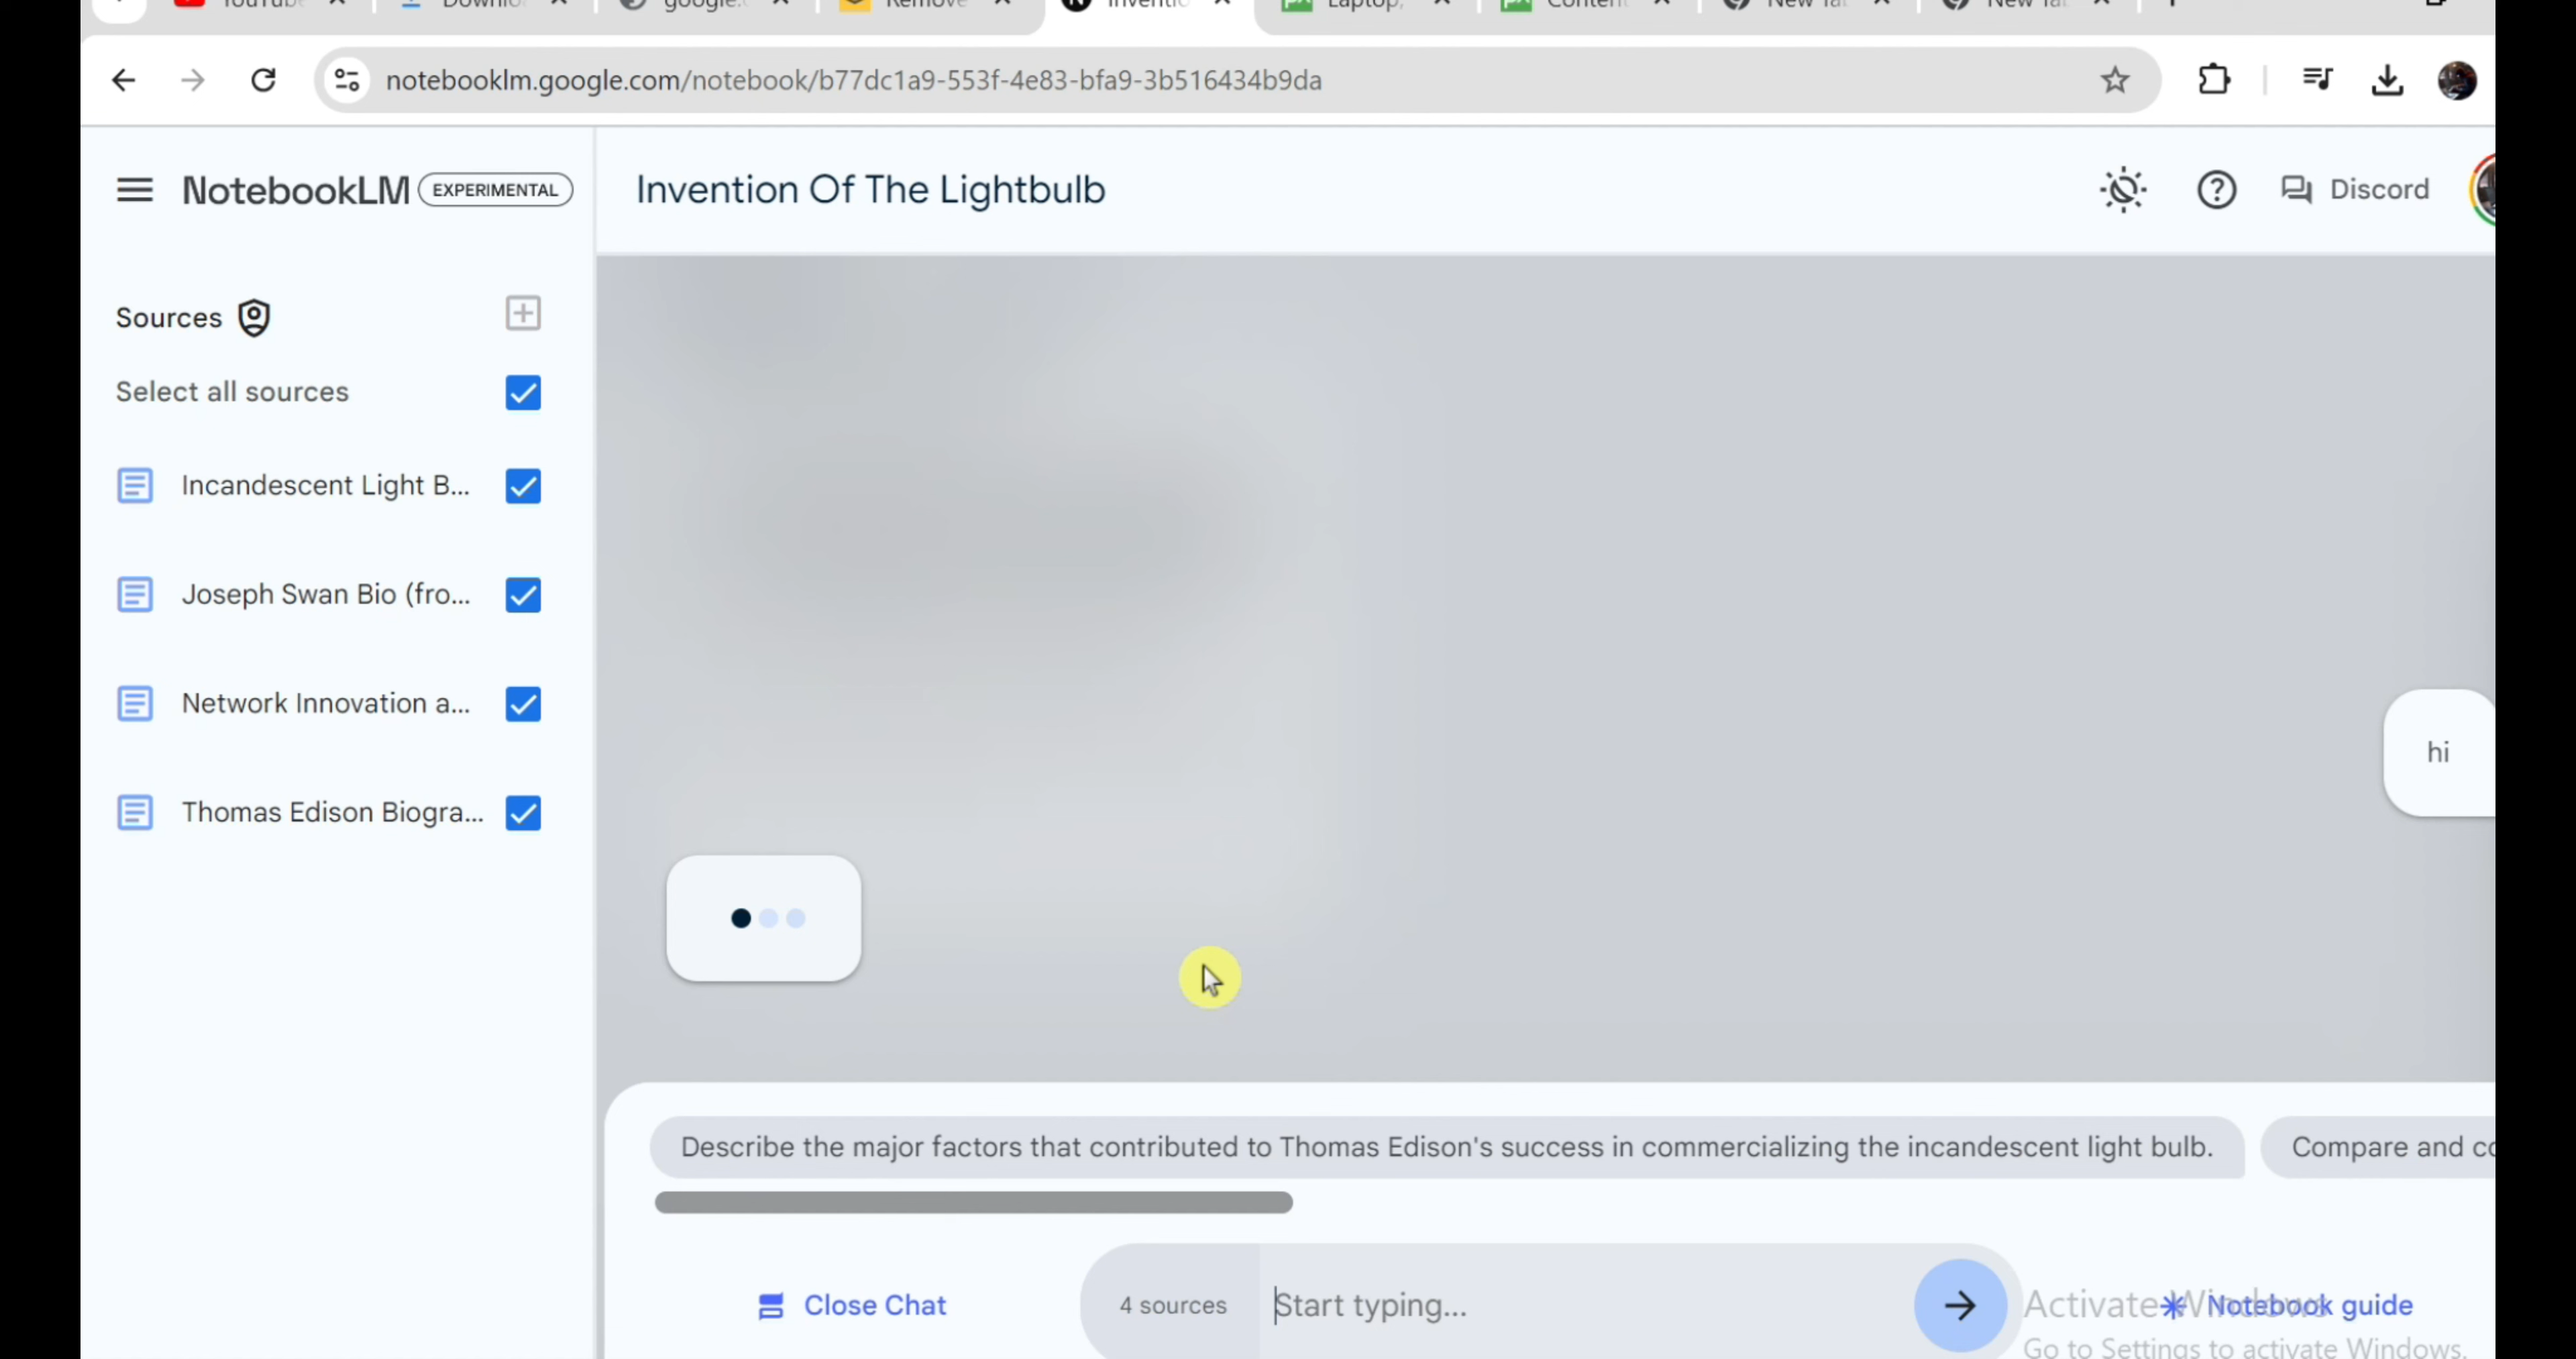 notebooklm.google.com/notebook/b77dc1a9-553f-4e83-bfa9-3b516434b9da
NotebookLM EXPERIMENTAL
Invention Of The Lightbulb
Discord
Sources
Select all sources
Incandescent Light B...
Joseph Swan Bio (fro...
Network Innovation a...
Thomas Edison Biogra...
hi
Describe the major factors that contributed to Thomas Edison's success in commercializing the incandescent light bulb.
Compare and co
Close Chat
4 sources
Start typing...
Notebook guide
Activate Windows
Go to Settings to activate Windows.